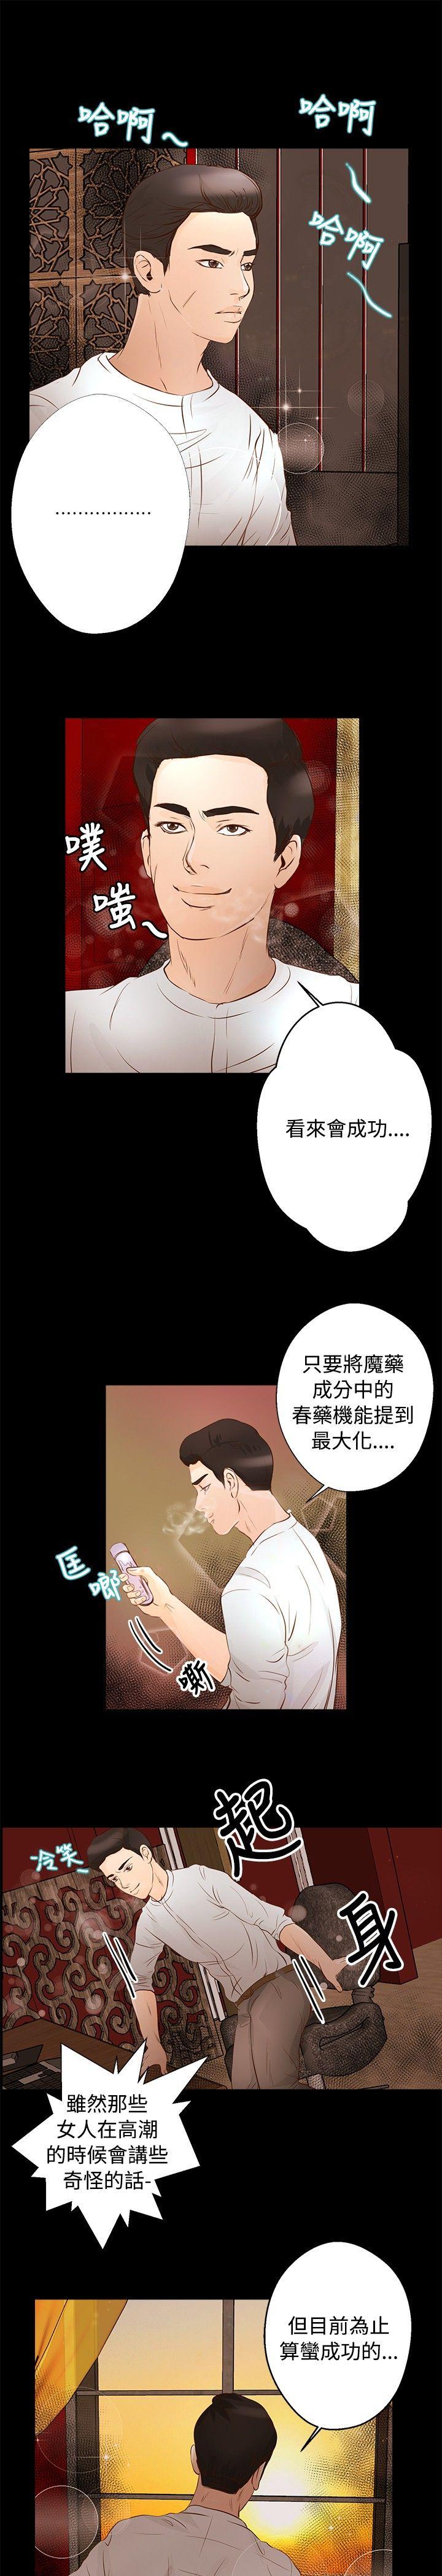 哈啊~
哈啊
哈啊~
.................
噗
嗤~
看來會成功....
只要將魔藥
成分中的
春藥機能提到
最大化....
匡
啷
嘶
起
身
冷笑~
雖然那些
女人在高潮
的時候會講些
奇怪的話-
但目前為止
算蠻成功的...